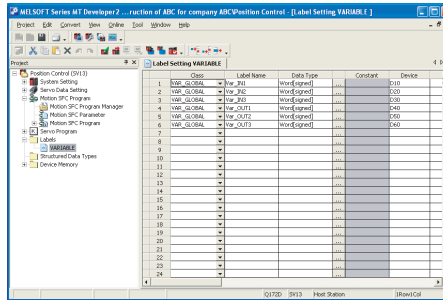 MELSOFT Series MT Developer2 ...ruction of ABC for company ABC\Position Control - [Label Setting VARIABLE ]
Project Edit Convert View Online Tool Window Help
Project
Label Setting VARIABLE
Position Control (SV13)
System Setting
Servo Data Setting
Motion SFC Program
Motion SFC Program Manager
Motion SFC Parameter
Motion SFC Program
Servo Program
Labels
VARIABLE
Structured Data Types
Device Memory
Class Label Name Data Type Constant Device
1 VAR_GLOBAL Var_IN1 Word[signed] ... D10
2 VAR_GLOBAL Var_IN2 Word[signed] ... D20
3 VAR_GLOBAL Var_IN3 Word[signed] ... D30
4 VAR_GLOBAL Var_OUT1 Word[signed] ... D40
5 VAR_GLOBAL Var_OUT2 Word[signed] ... D50
6 VAR_GLOBAL Var_OUT3 Word[signed] ... D60
7 ...
8 ...
9 ...
10 ...
11 ...
12 ...
13 ...
14 ...
15 ...
16 ...
17 ...
18 ...
19 ...
20 ...
21 ...
22 ...
23 ...
24 ...
Q172D SV13 Host Station 1Row1Col